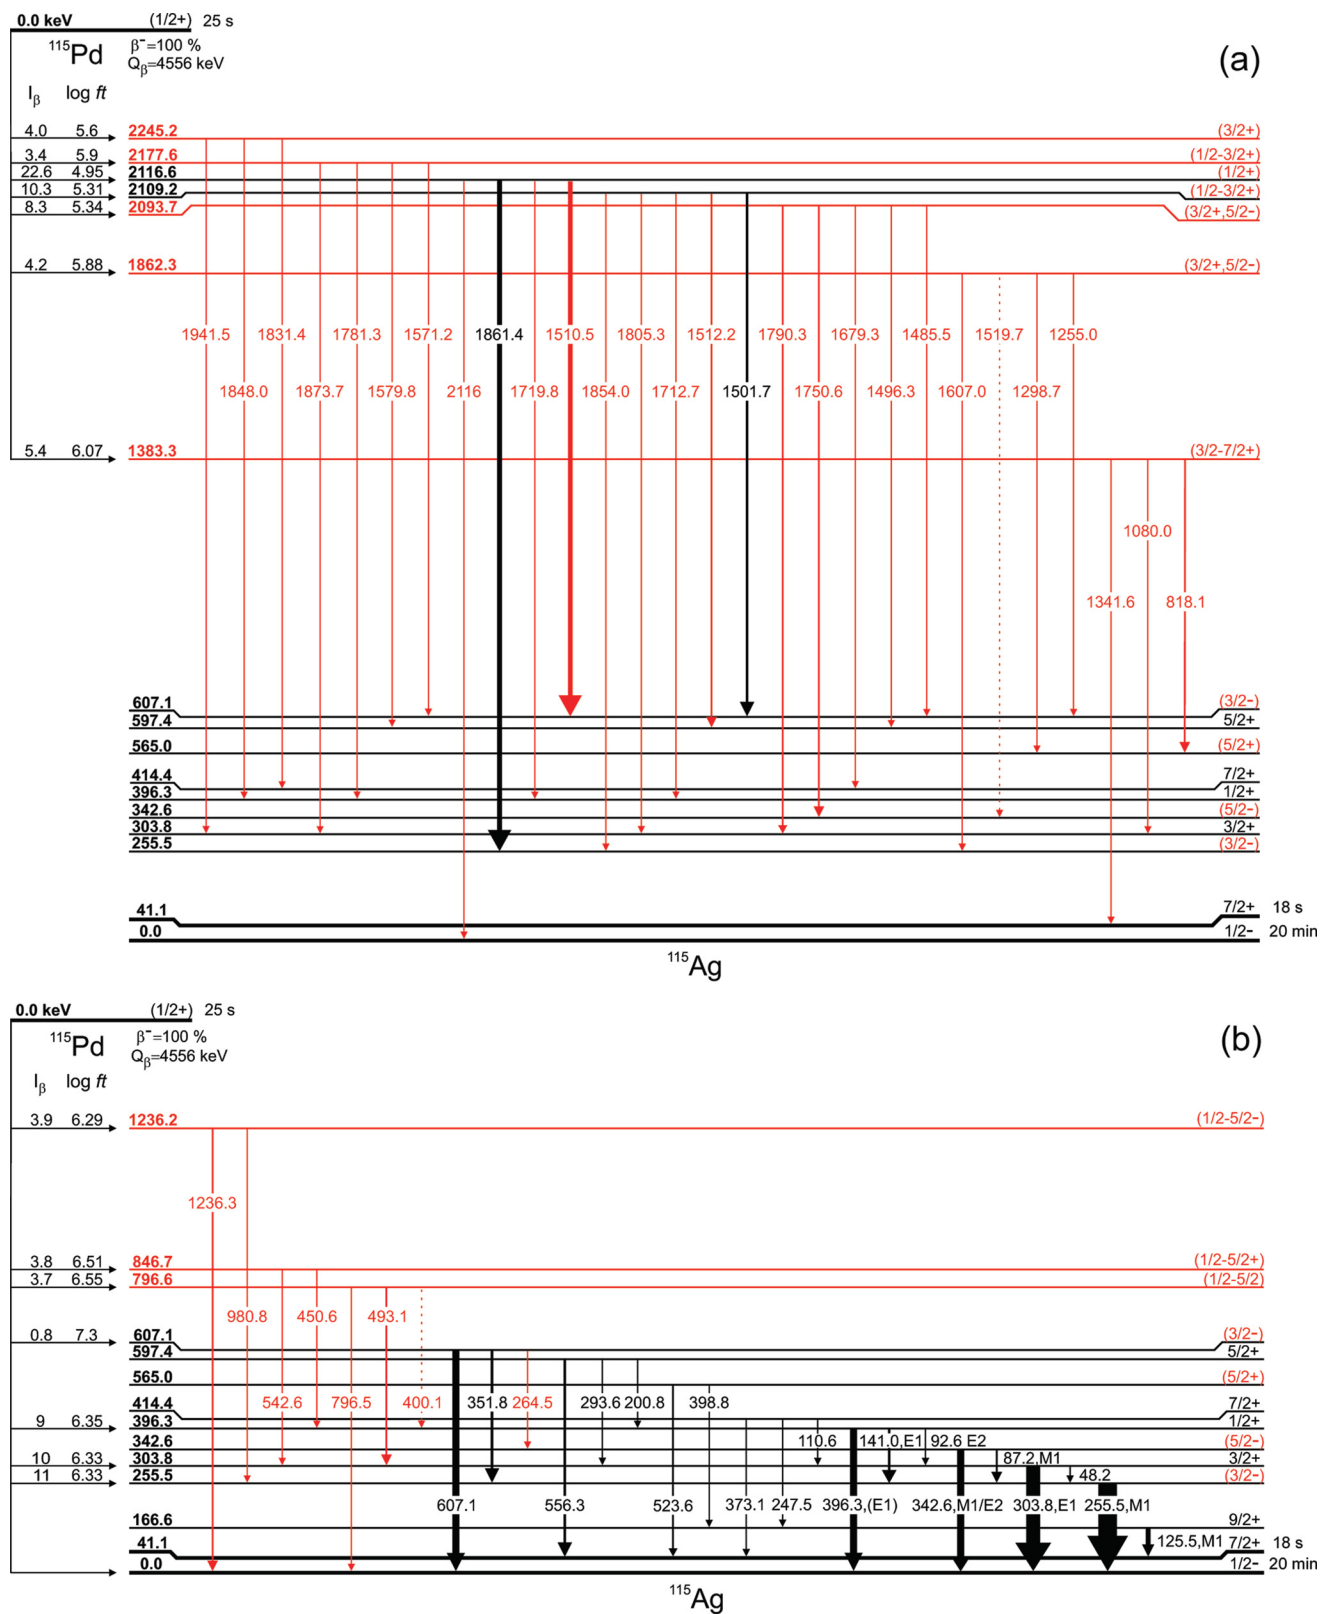 0.0 keV (1/2+) 25 s
115Pd β−=100 %
Qβ=4556 keV
(a)
Iβ log ft
4.0 5.6 2245.2 (3/2+)
3.4 5.9 2177.6 (1/2-3/2+)
22.6 4.95 2116.6 (1/2+)
10.3 5.31 2109.2 (1/2-3/2+)
8.3 5.34 2093.7 (3/2+,5/2−)
4.2 5.88 1862.3 (3/2+,5/2−)
1941.5 1831.4 1781.3 1571.2 1861.4 1510.5 1805.3 1512.2 1790.3 1679.3 1485.5 1519.7 1255.0
1848.0 1873.7 1579.8 2116 1719.8 1854.0 1712.7 1501.7 1750.6 1496.3 1607.0 1298.7
5.4 6.07 1383.3 (3/2-7/2+)
1080.0
1341.6 818.1
607.1 (3/2−)
597.4 5/2+
565.0 (5/2+)
414.4 7/2+
396.3 1/2+
342.6 (5/2−)
303.8 3/2+
255.5 (3/2−)
41.1 7/2+ 18 s
0.0 1/2− 20 min
115Ag
0.0 keV (1/2+) 25 s
115Pd β−=100 %
Qβ=4556 keV
(b)
Iβ log ft
3.9 6.29 1236.2 (1/2-5/2−)
1236.3
3.8 6.51 846.7 (1/2-5/2+)
3.7 6.55 796.6 (1/2-5/2)
980.8 450.6 493.1
0.8 7.3 607.1 (3/2−)
597.4 5/2+
565.0 (5/2+)
542.6 796.5 400.1 351.8 264.5 293.6 200.8 398.8
414.4 7/2+
9 6.35 396.3 1/2+
110.6 141.0,E1 92.6 E2
342.6 (5/2−)
10 6.33 303.8 87.2,M1 3/2+
11 6.33 255.5 48.2 (3/2−)
607.1 556.3 523.6 373.1 247.5 396.3,(E1) 342.6,M1/E2 303.8,E1 255.5,M1
166.6 9/2+
125.5,M1
41.1 7/2+ 18 s
0.0 1/2− 20 min
115Ag